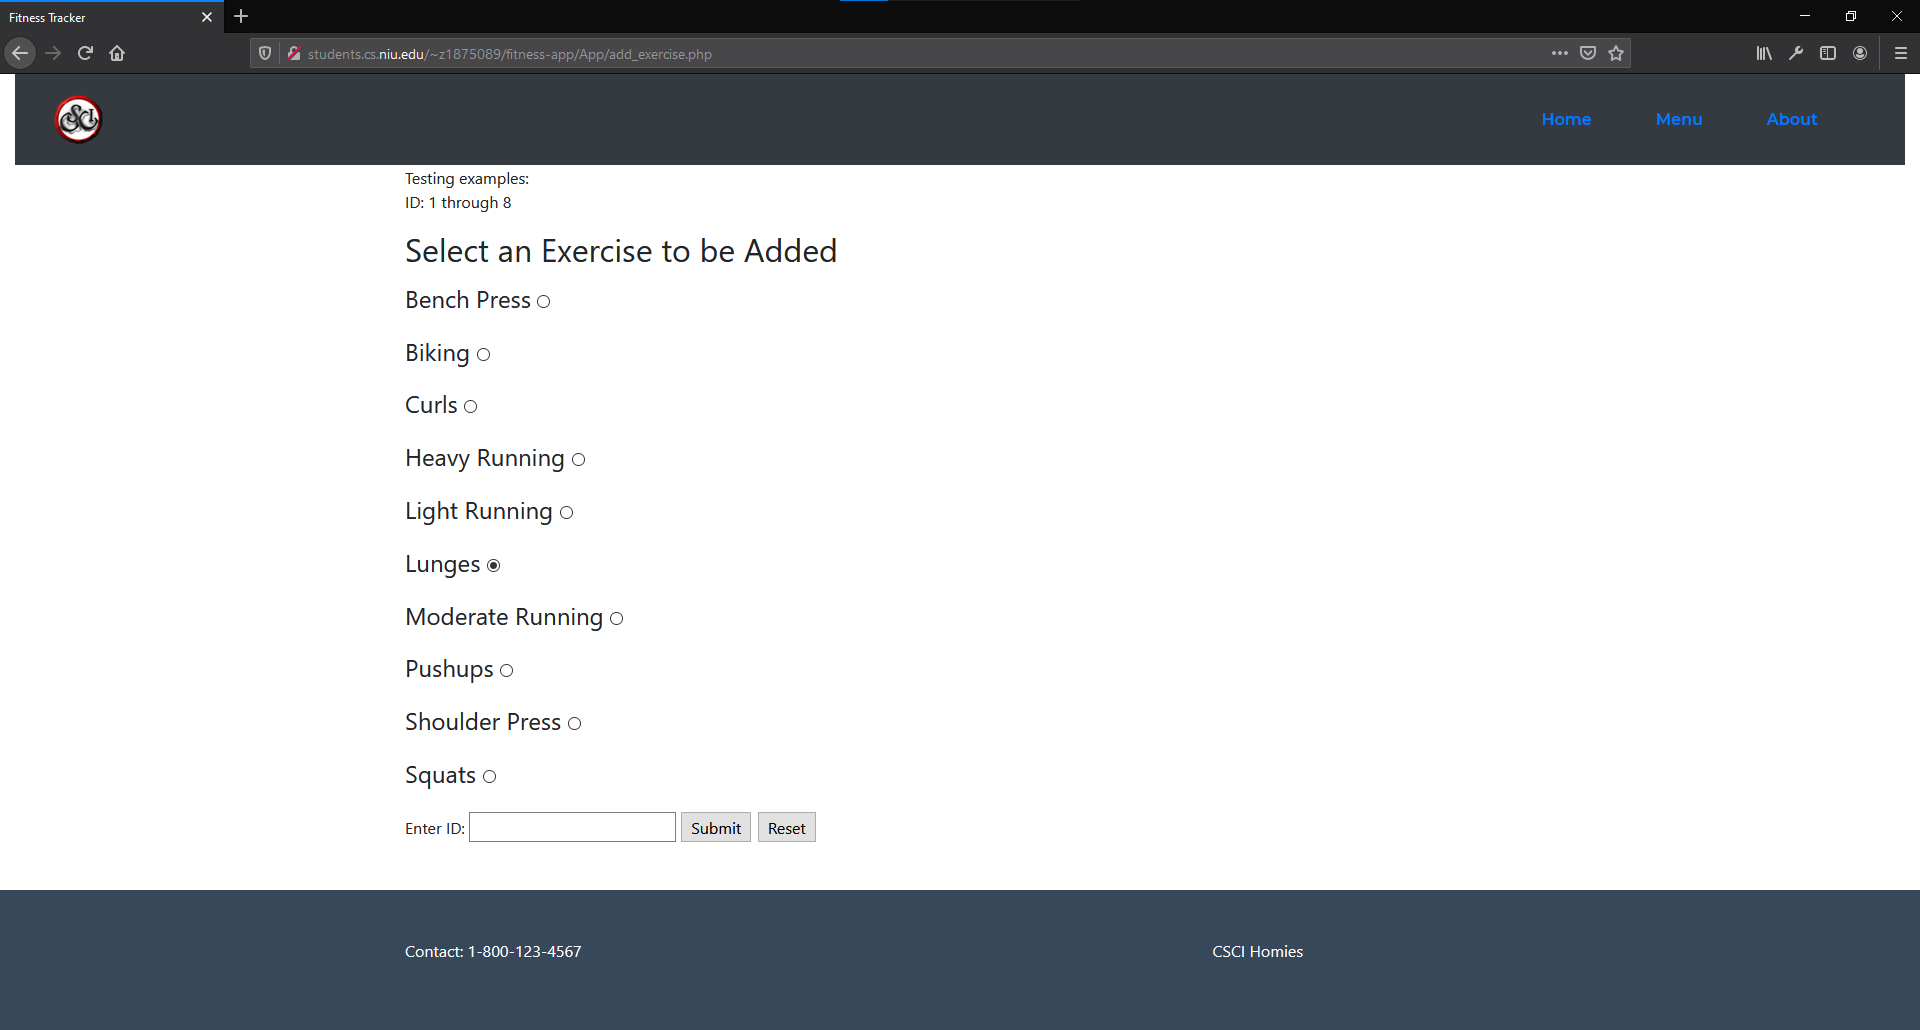 Fitness Tracker
students.cs.niu.edu/~z1875089/fitness-app/App/add_exercise.php
CSCI
Home Menu About
Testing examples:
ID: 1 through 8
Select an Exercise to be Added
Bench Press
Biking
Curls
Heavy Running
Light Running
Lunges
Moderate Running
Pushups
Shoulder Press
Squats
Enter ID: Submit Reset
Contact: 1-800-123-4567 CSCI Homies